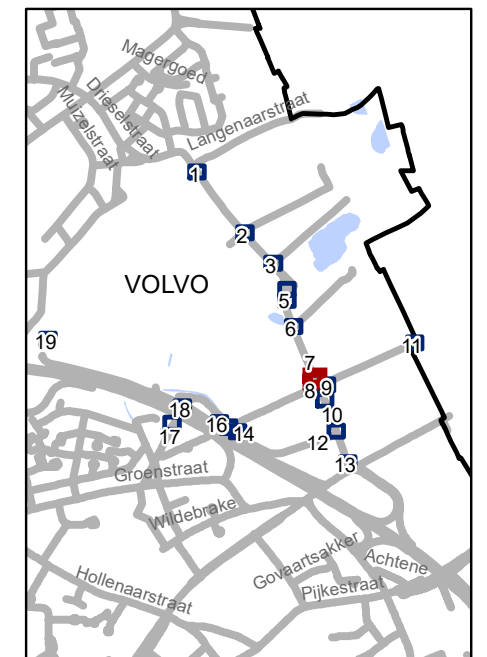 Magergoed
Drieselstraat
Muizelstraat
Langenaarstraat
1
2
3
VOLVO
5
6
19
11
7
8
9
10
18
16
17
14
12
13
Groenstraat
Wildebrake
Govaartsakker
Achtene
Hollenaarstraat
Pijkestraat